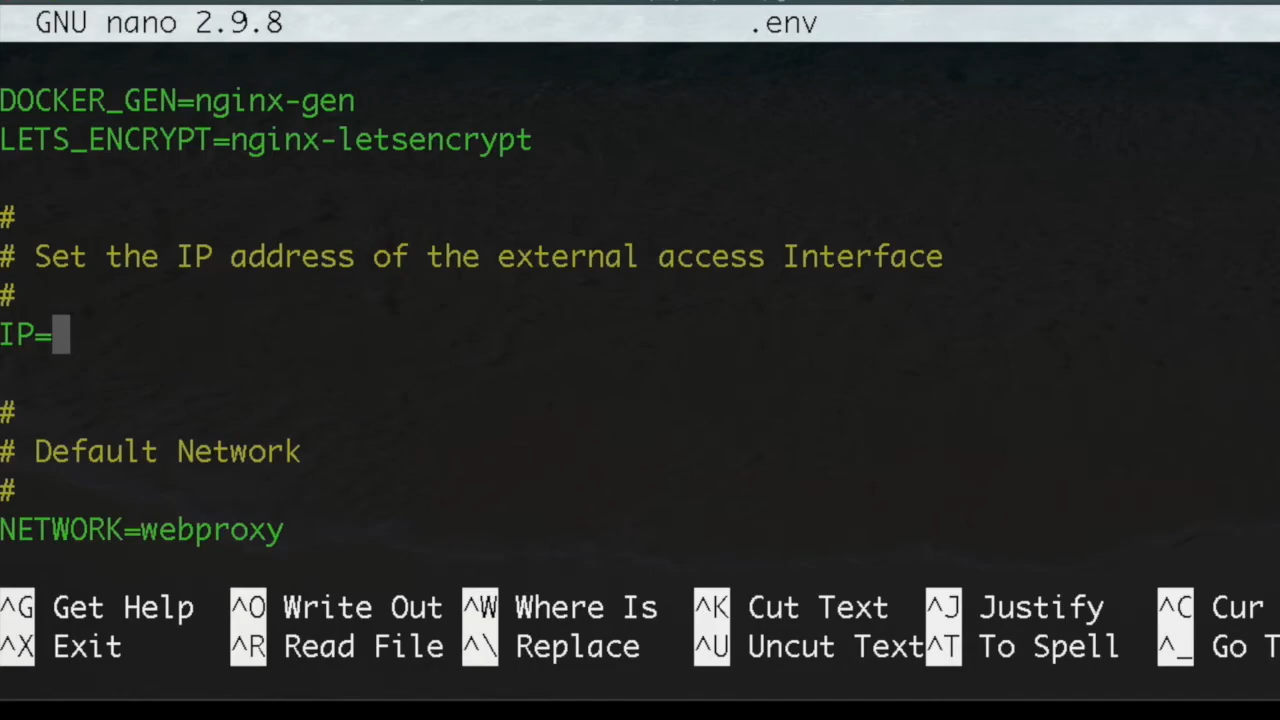 GNU nano 2.9.8 .env
DOCKER_GEN=nginx-gen
LETS_ENCRYPT=nginx-letsencrypt
#
# Set the IP address of the external access Interface
#
IP=
#
# Default Network
#
NETWORK=webproxy
^G Get Help ^O Write Out ^W Where Is ^K Cut Text ^J Justify ^C Cur
^X Exit ^R Read File ^\ Replace ^U Uncut Text ^T To Spell ^_ Go T